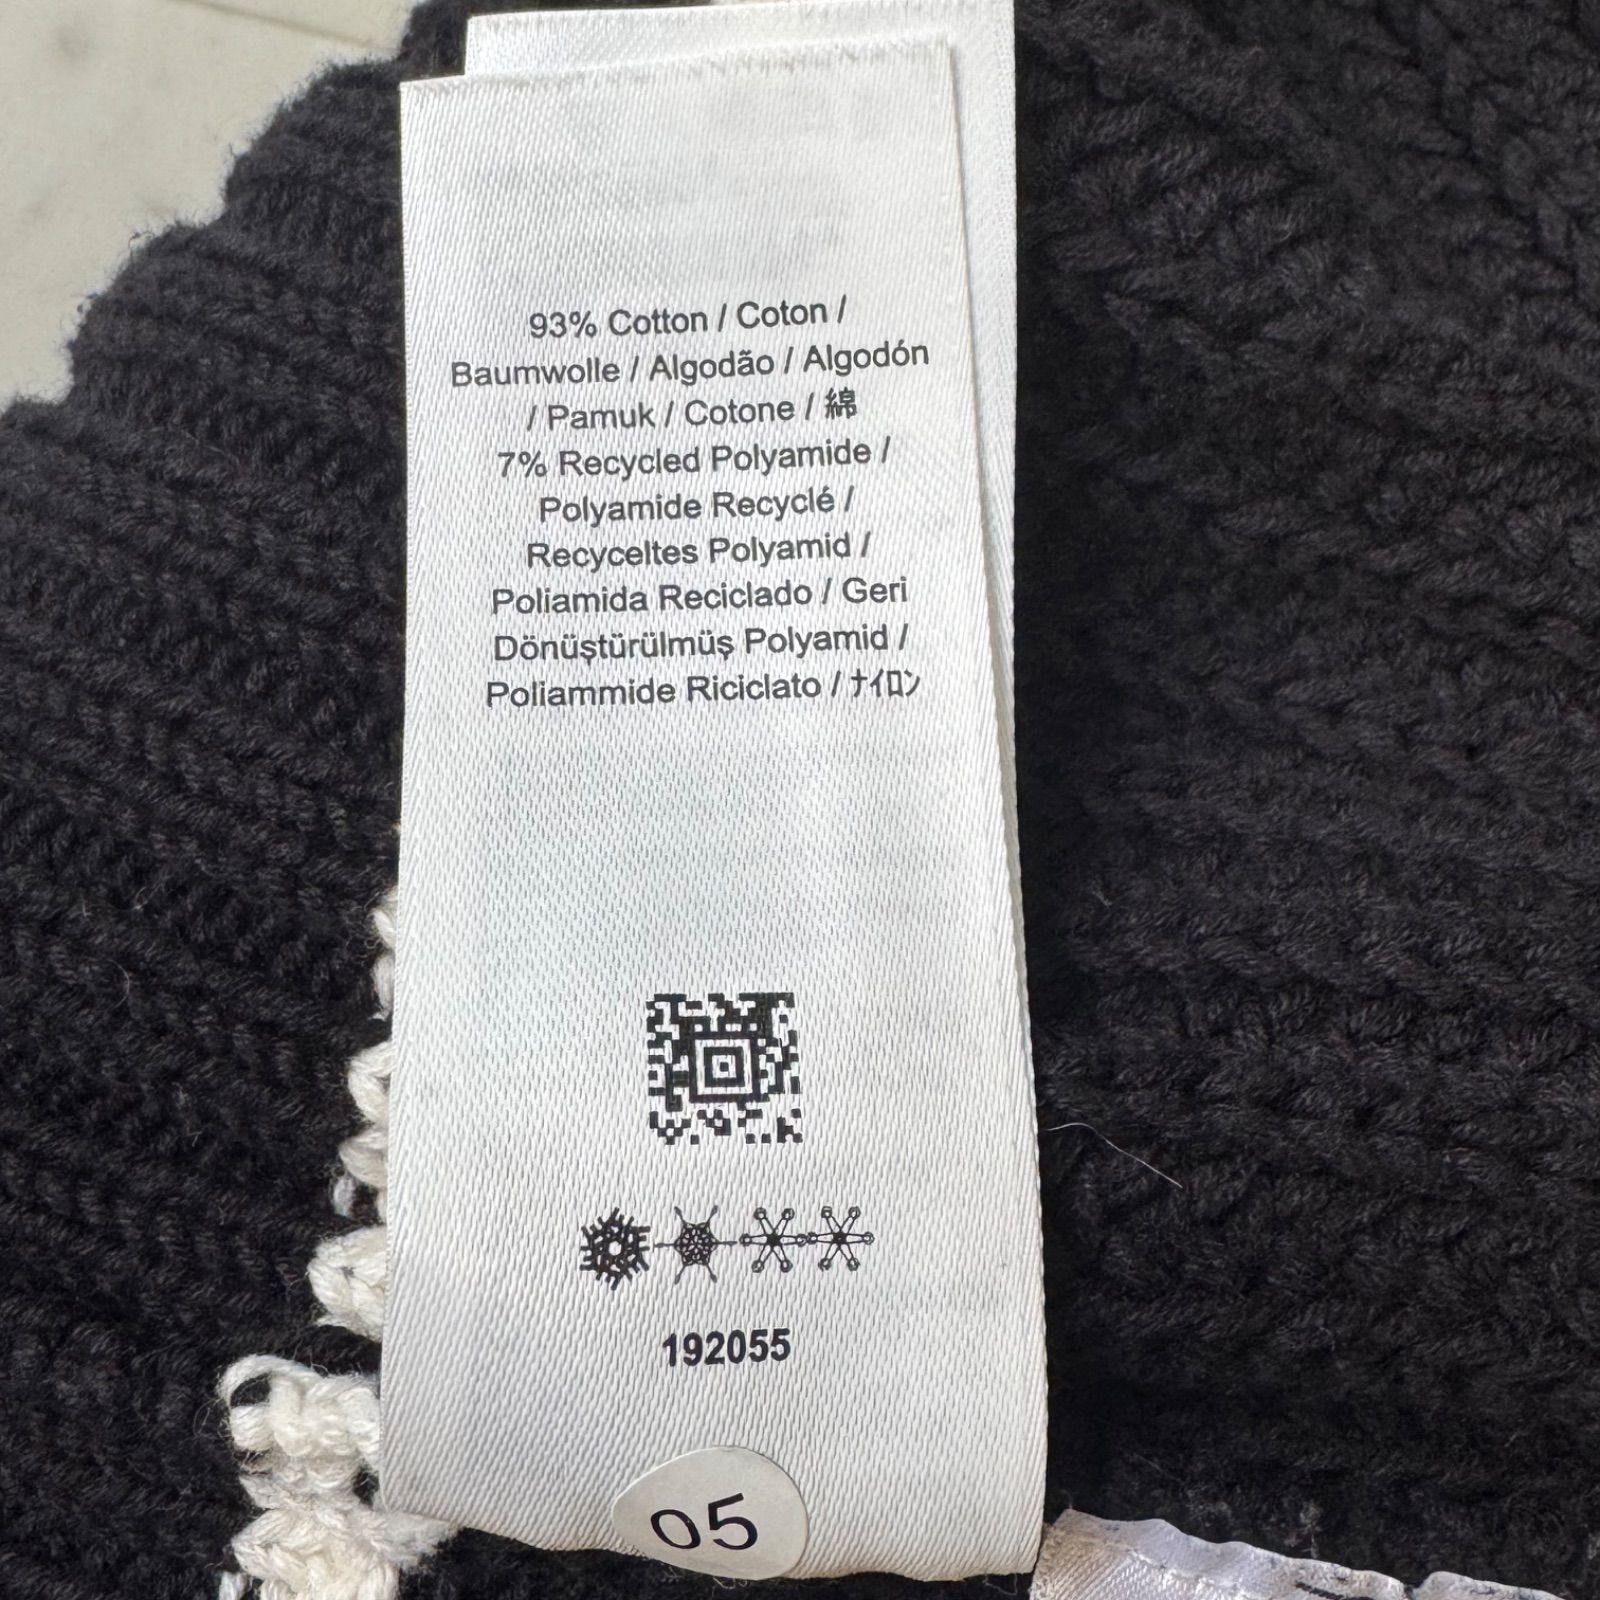 93% Cotton / Coton /
Baumwolle / Algodão / Algodón
/ Pamuk / Cotone / 綿
7% Recycled Polyamide /
Polyamide Recyclé /
Recyceltes Polyamid /
Poliamida Reciclado / Geri
Dönüştürülmüş Polyamid /
Poliammide Riciclato / ナイロン
192055
05